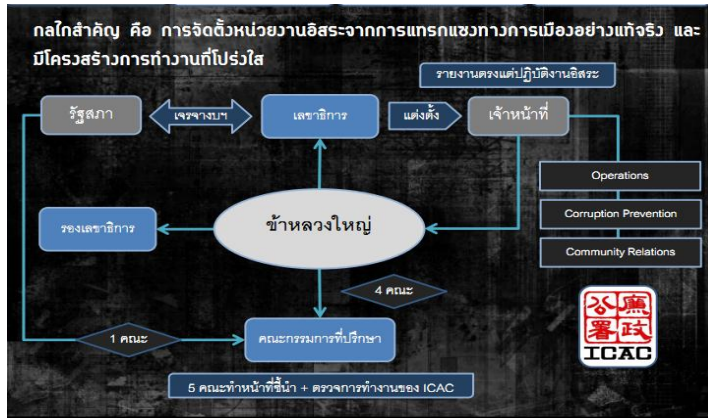 กลไกสำคัญ คือ การจัดตั้งหน่วยงานอิสระจากการแทรกแซงทางการเมืองอย่างแท้จริง และ
มีโครงสร้างการทำงานที่โปร่งใส
รายงานตรงแต่ปฏิบัติงานอิสระ
รัฐสภา
เจรจางบฯ
เลขาธิการ
แต่งตั้ง
เจ้าหน้าที่
Operations
Corruption Prevention
Community Relations
รองเลขาธิการ
ข้าหลวงใหญ่
4 คณะ
1 คณะ
คณะกรรมการที่ปรึกษา
5 คณะทำหน้าที่ชี้นำ + ตรวจการทำงานของ ICAC
公廉
署政
ICAC